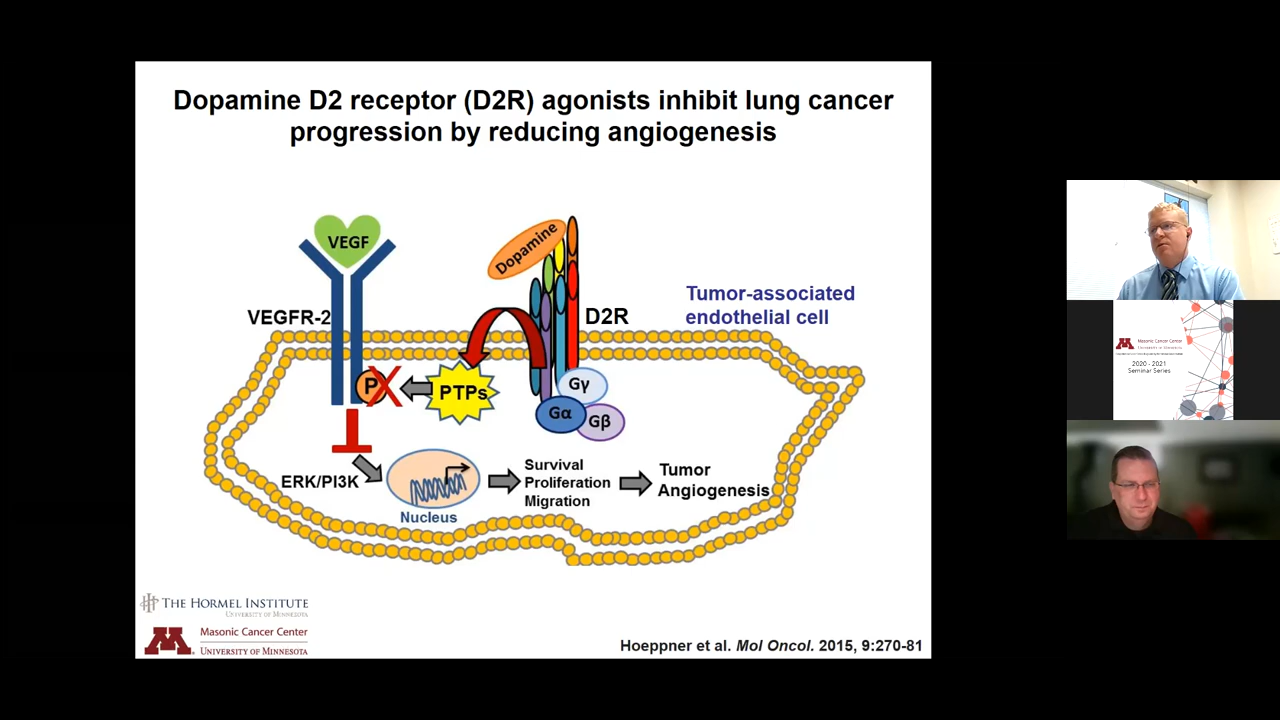 Dopamine D2 receptor (D2R) agonists inhibit lung cancer
progression by reducing angiogenesis
VEGF
Dopamine
VEGFR-2
D2R
Tumor-associated
endothelial cell
P
PTPs
Gγ
Gα
Gβ
ERK/PI3K
Nucleus
Survival
Proliferation
Migration
Tumor
Angiogenesis
THE HORMEL INSTITUTE
UNIVERSITY OF MINNESOTA
M
Masonic Cancer Center
UNIVERSITY OF MINNESOTA
Hoeppner et al. Mol Oncol. 2015, 9:270-81
M
Masonic Cancer Center
UNIVERSITY OF MINNESOTA
2020 - 2021
Seminar Series